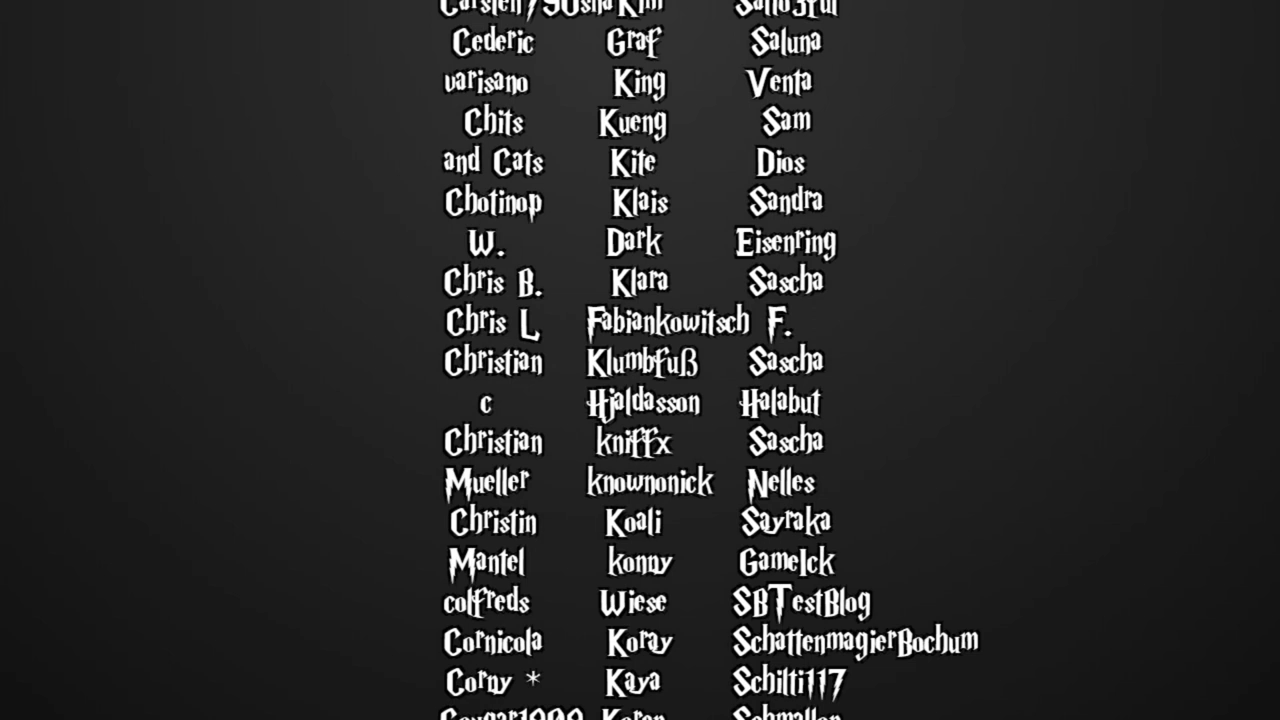 Cederic Graf Saluna
varisano King Venta
Chits Kueng Sam
and Cats Kite Dios
Chotinop Klais Sandra
W. Dark Eisenring
Chris B. Klara Sascha
Chris L Fabiankowitsch F.
Christian Klumbfuß Sascha
c Hjaldasson Halabut
Christian kniffx Sascha
Mueller knownonick Nelles
Christin Koali Sayraka
Mantel konny GameIck
colfreds Wiese SBTestBlog
Cornicola Koray SchattenmagierBochum
Corny * Kaya Schilti117